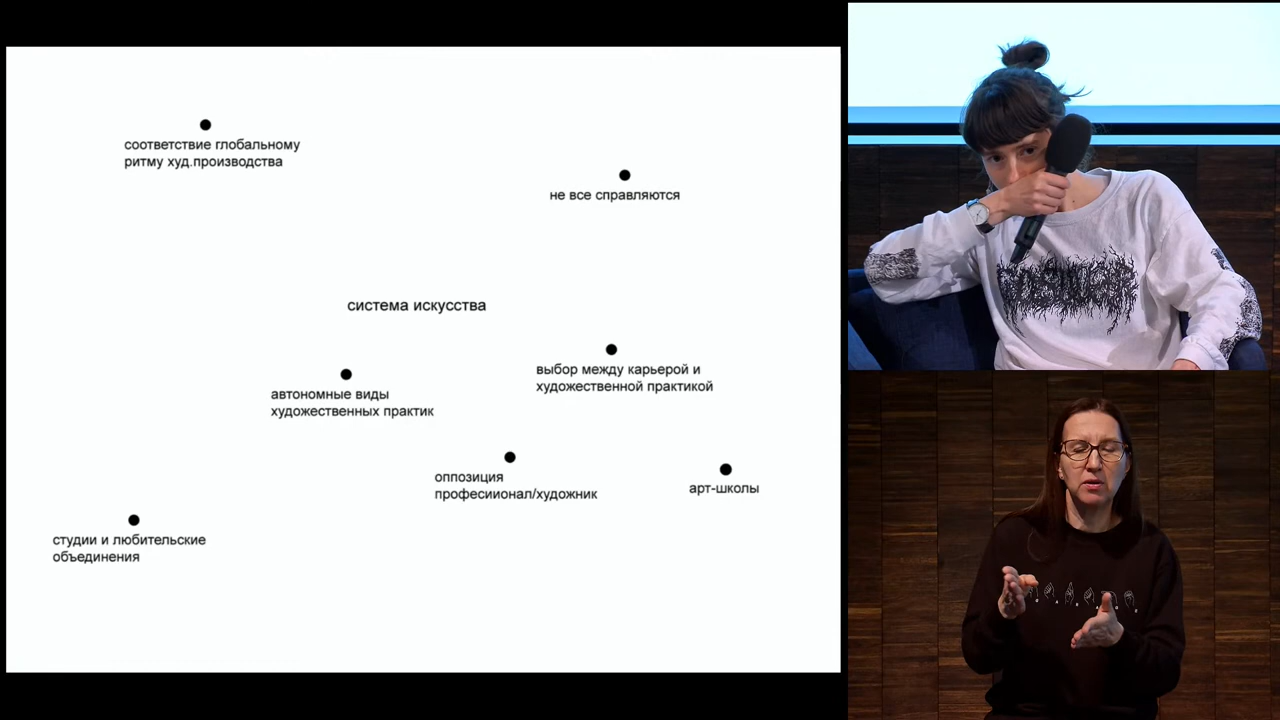 соответствие глобальному
ритму худ.производства
не все справляются
система искусства
выбор между карьерой и
художественной практикой
автономные виды
художественных практик
оппозиция
професиионал/художник
арт-школы
студии и любительские
объединения